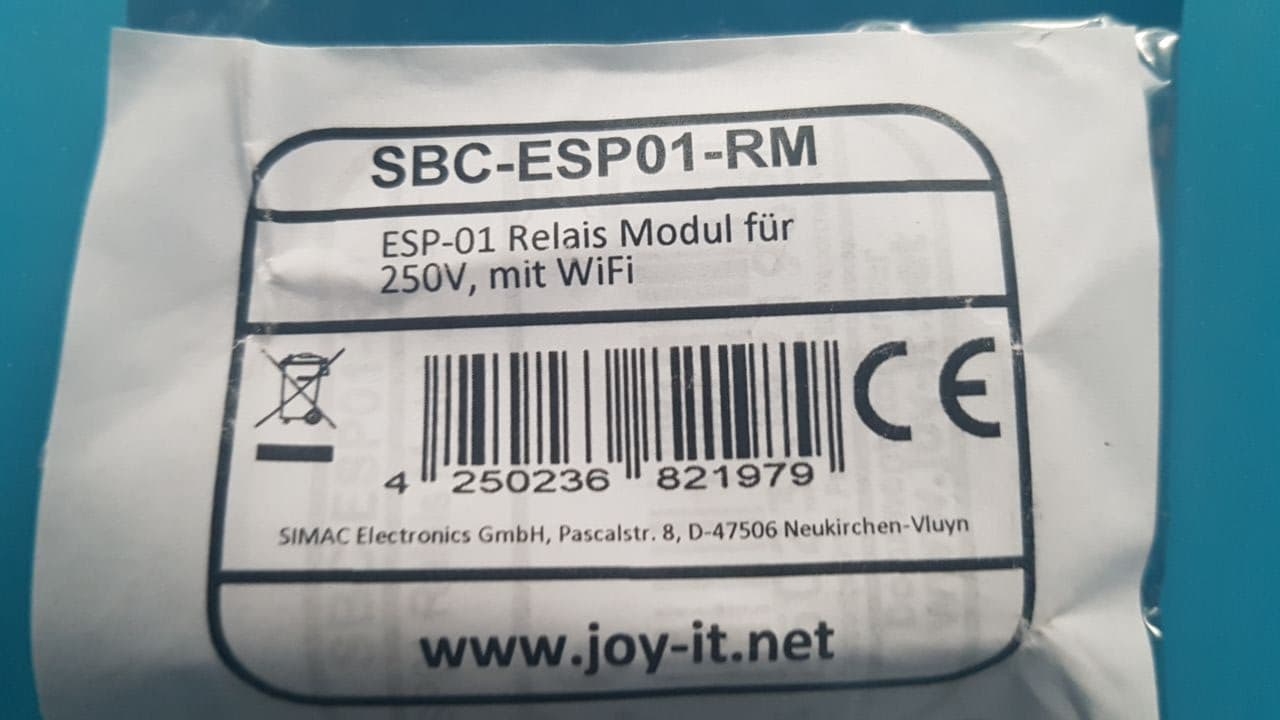 SBC-ESP01-RM
ESP-01 Relais Modul für
250V, mit WiFi
CE
4 250236 821979
SIMAC Electronics GmbH, Pascalstr. 8, D-47506 Neukirchen-Vluyn
www.joy-it.net